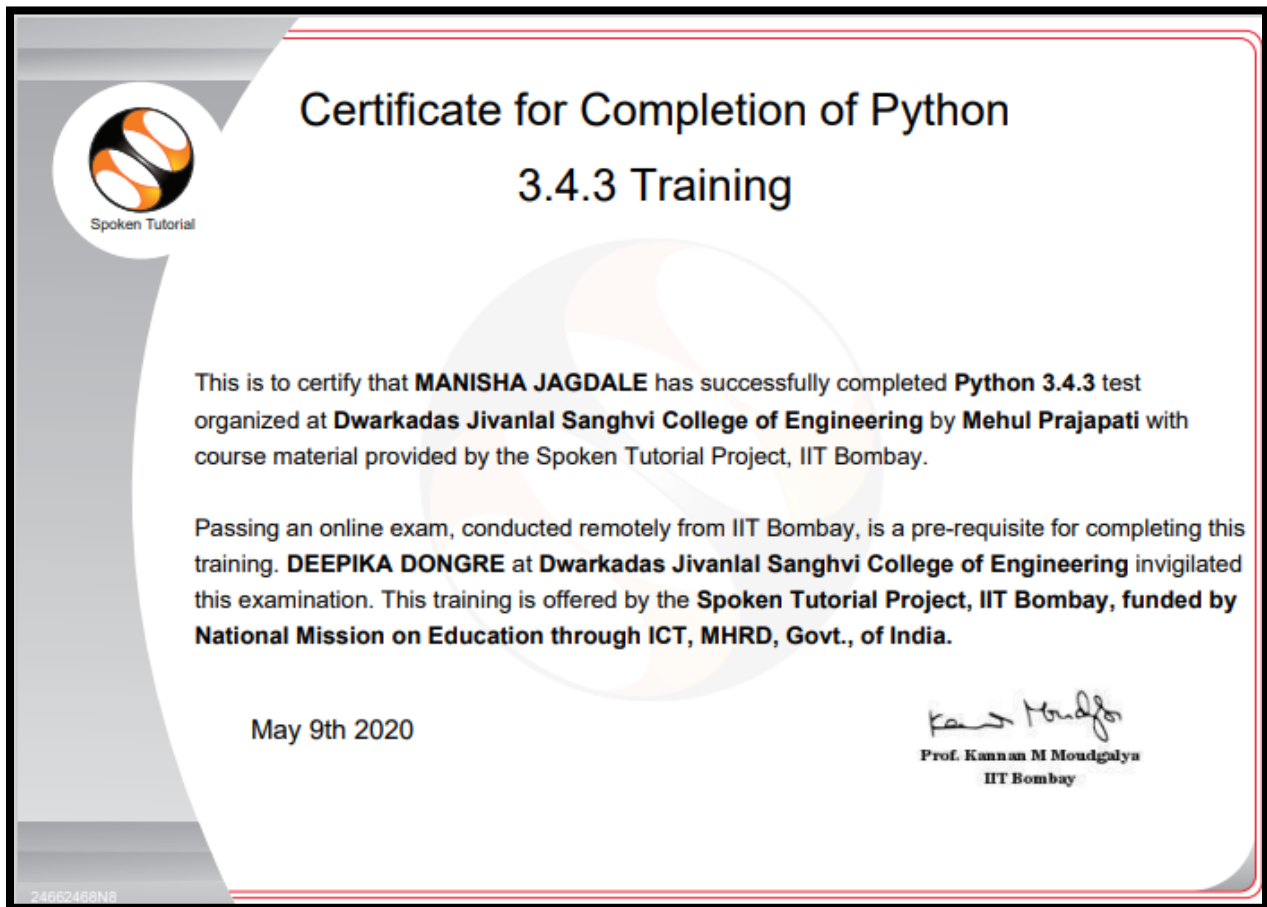 Certificate for Completion of Python
3.4.3 Training
Spoken Tutorial
This is to certify that MANISHA JAGDALE has successfully completed Python 3.4.3 test
organized at Dwarkadas Jivanlal Sanghvi College of Engineering by Mehul Prajapati with
course material provided by the Spoken Tutorial Project, IIT Bombay.
Passing an online exam, conducted remotely from IIT Bombay, is a pre-requisite for completing this
training. DEEPIKA DONGRE at Dwarkadas Jivanlal Sanghvi College of Engineering invigilated
this examination. This training is offered by the Spoken Tutorial Project, IIT Bombay, funded by
National Mission on Education through ICT, MHRD, Govt., of India.
May 9th 2020
Prof. Kannan M Moudgalya
IIT Bombay
24662468N8